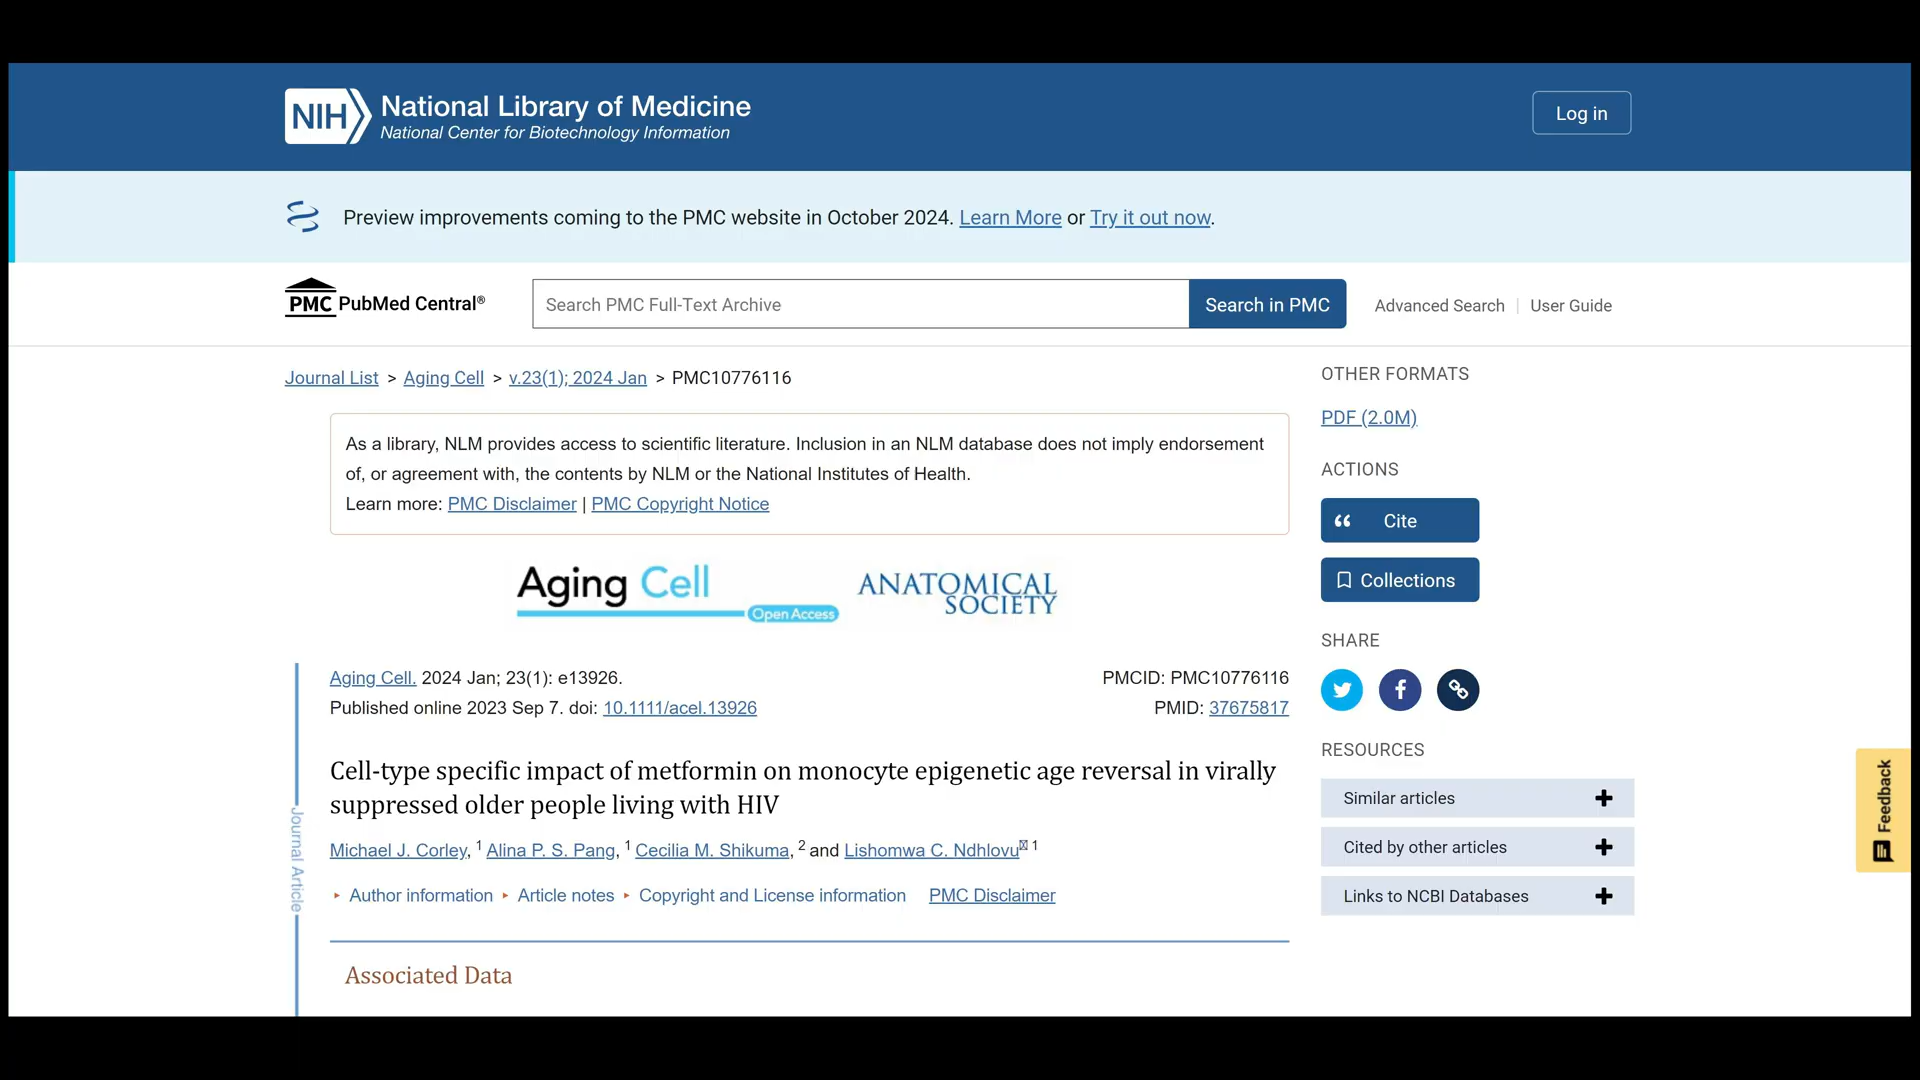 NIH National Library of Medicine
National Center for Biotechnology Information
Log in
Preview improvements coming to the PMC website in October 2024. Learn More or Try it out now.
PMC PubMed Central®
Search PMC Full-Text Archive
Search in PMC
Advanced Search | User Guide
Journal List > Aging Cell > v.23(1); 2024 Jan > PMC10776116
As a library, NLM provides access to scientific literature. Inclusion in an NLM database does not imply endorsement
of, or agreement with, the contents by NLM or the National Institutes of Health.
Learn more: PMC Disclaimer | PMC Copyright Notice
Aging Cell
Open Access
ANATOMICAL
SOCIETY
Journal Article
Aging Cell. 2024 Jan; 23(1): e13926.
PMCID: PMC10776116
Published online 2023 Sep 7. doi: 10.1111/acel.13926
PMID: 37675817
Cell-type specific impact of metformin on monocyte epigenetic age reversal in virally
suppressed older people living with HIV
Michael J. Corley, 1 Alina P. S. Pang, 1 Cecilia M. Shikuma, 2 and Lishomwa C. Ndhlovu 1
Author information
Article notes
Copyright and License information
PMC Disclaimer
Associated Data
OTHER FORMATS
PDF (2.0M)
ACTIONS
Cite
Collections
SHARE
RESOURCES
Similar articles
Cited by other articles
Links to NCBI Databases
Feedback